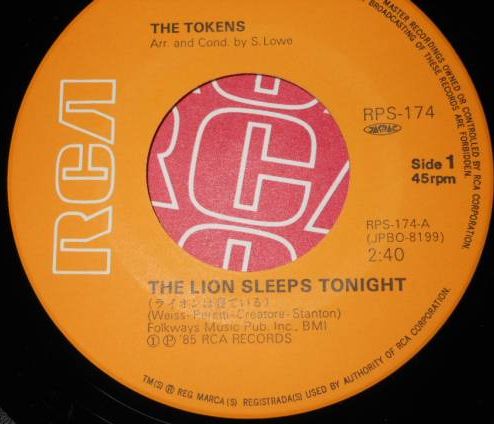 THE TOKENS
Arr. and Cond. by S. Lowe
RCA
RPS-174
JASRAC
Side 1
45rpm
RPS-174-A
(JPBO-8199)
2:40
THE LION SLEEPS TONIGHT
(ライオンは寝ている)
(Weiss-Peretti-Creatore-Stanton)
Folkways Music Pub. Inc., BMI
Ⓘ Ⓟ '85 RCA RECORDS
TM(S) ® REG. MARCA(S) REGISTRADA(S) USED BY AUTHORITY OF RCA CORPORATION.
MASTER RECORDINGS OWNED OR CONTROLLED BY RCA CORPORATION.
BROADCASTING OF THESE RECORDS ARE FORBIDDEN.
RCA